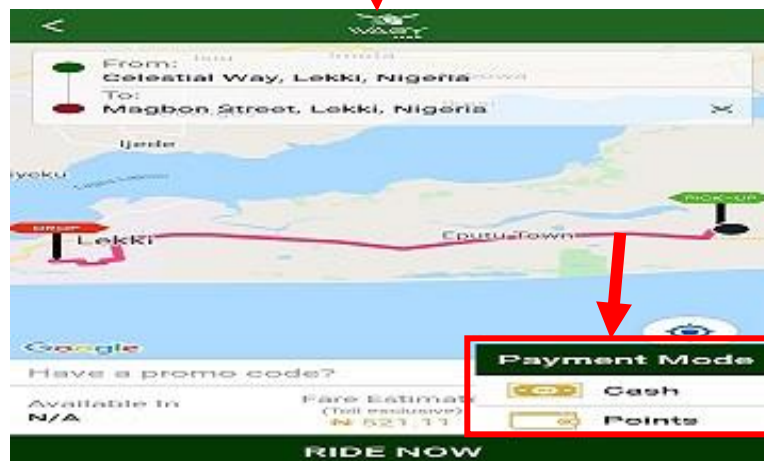 <
From:
Celestial Way, Lekki, Nigeria
To:
Magbon Street, Lekki, Nigeria
Ijede
PICK-UP
DROP
Lekki
Eputu Town
Google
Payment Mode
Have a promo code?
Cash
Available In
Fare Estimate
(Toll exclusive)
N/A
₦ 521.11
Points
RIDE NOW